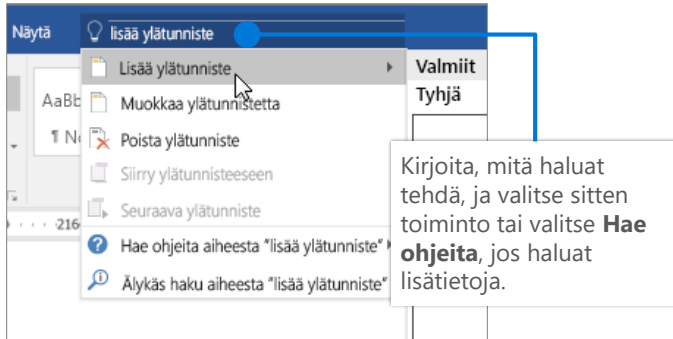 Näytä
lisää ylätunniste
Lisää ylätunniste
Valmiit
Muokkaa ylätunnistetta
Tyhjä
AaBb
Poista ylätunniste
Siirry ylätunnisteeseen
Seuraava ylätunniste
216
Hae ohjeita aiheesta "lisää ylätunniste"
Älykäs haku aiheesta "lisää ylätunniste"
Kirjoita, mitä haluat
tehdä, ja valitse sitten
toiminto tai valitse Hae
ohjeita, jos haluat
lisätietoja.